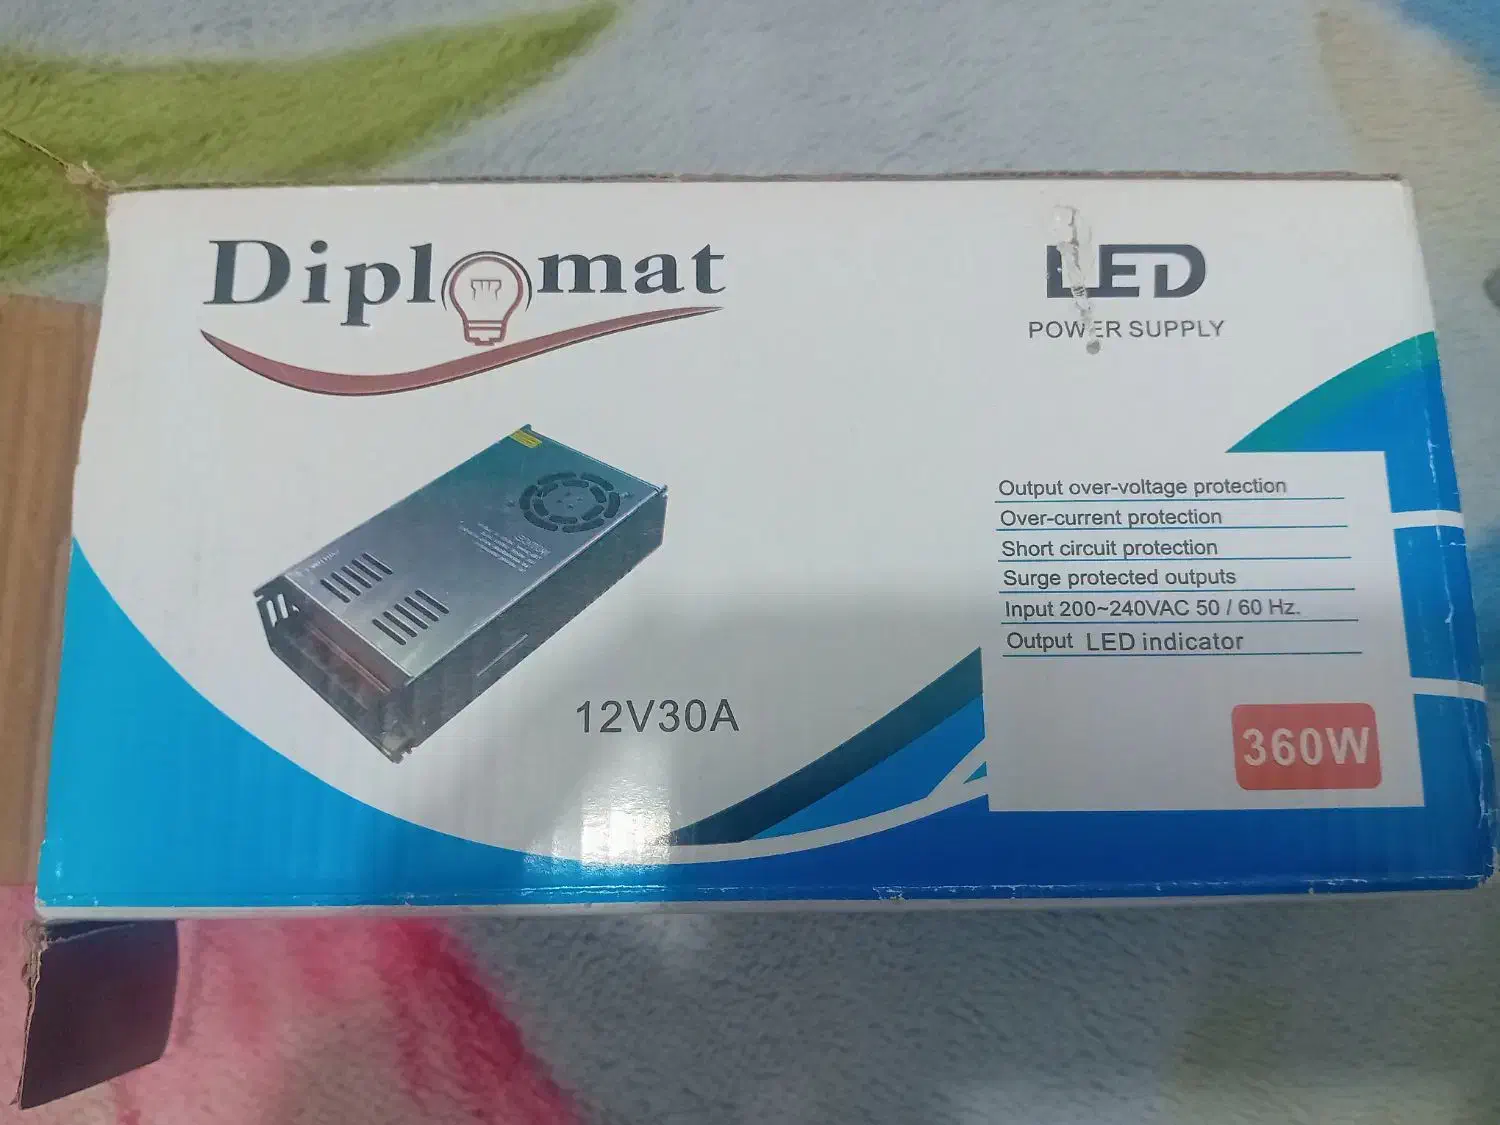 Diplomat
LED
POWER SUPPLY
Output over-voltage protection
Over-current protection
Short circuit protection
Surge protected outputs
Input 200~240VAC 50 / 60 Hz.
Output LED indicator
12V30A
360W